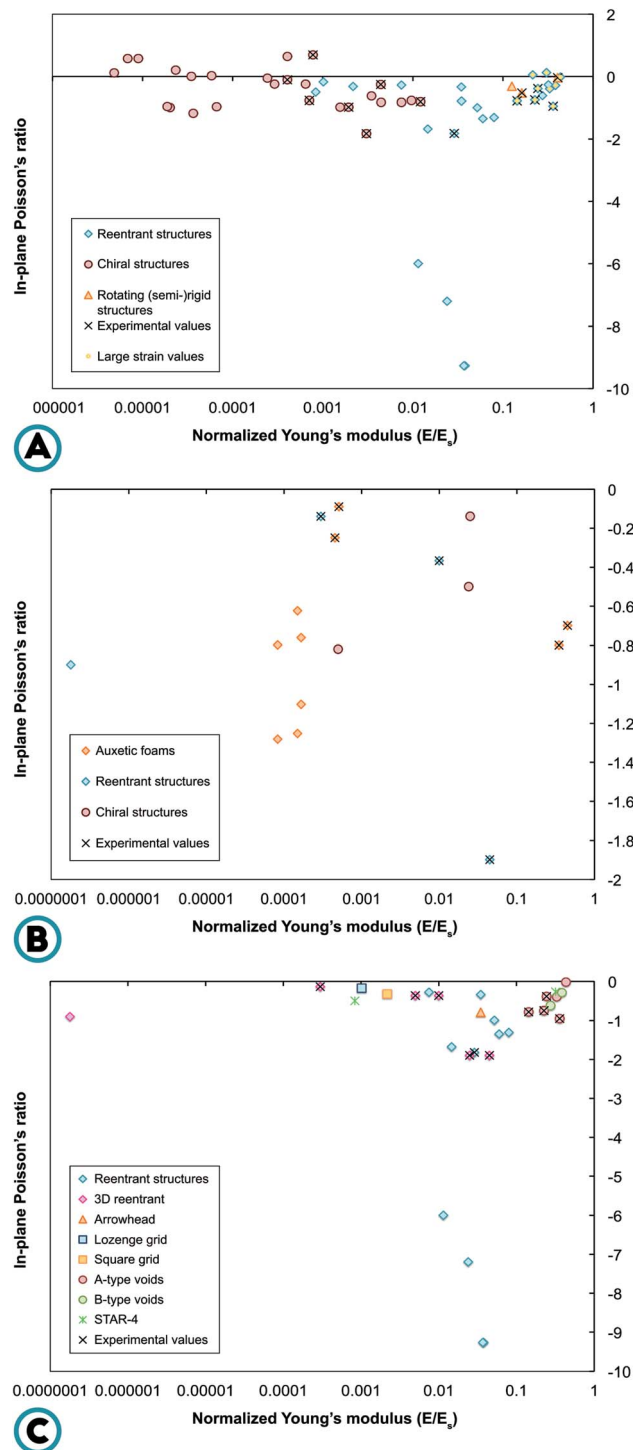 2
0
-2
-4
-6
-8
-10
In-plane Poisson's ratio
Reentrant structures
Chiral structures
Rotating (semi-)rigid
structures
Experimental values
Large strain values
000001 0.00001 0.0001 0.001 0.01 0.1 1
Normalized Young's modulus (E/Es)
A
0
-0.2
-0.4
-0.6
-0.8
-1
-1.2
-1.4
-1.6
-1.8
-2
In-plane Poisson's ratio
Auxetic foams
Reentrant structures
Chiral structures
Experimental values
0.0000001 0.00001 0.0001 0.001 0.01 0.1 1
Normalized Young's modulus (E/Es)
B
0
-1
-2
-3
-4
-5
-6
-7
-8
-9
-10
In-plane Poisson's ratio
Reentrant structures
3D reentrant
Arrowhead
Lozenge grid
Square grid
A-type voids
B-type voids
STAR-4
Experimental values
0.0000001 0.00001 0.0001 0.001 0.01 0.1 1
Normalized Young's modulus (E/Es)
C